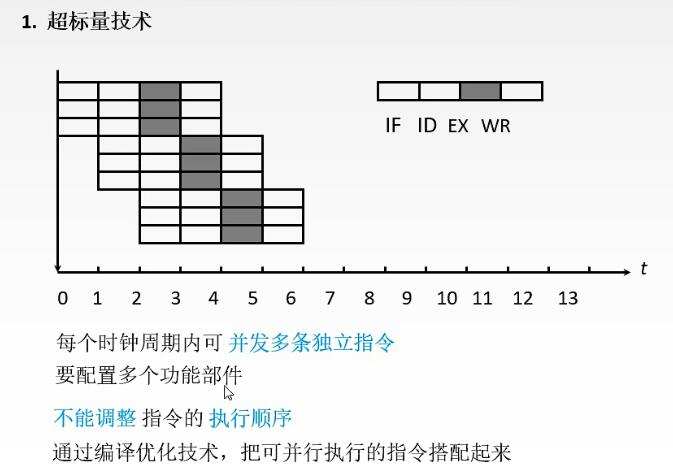 1. 超标量技术
IF ID EX WR
t
0 1 2 3 4 5 6 7 8 9 10 11 12 13
每个时钟周期内可 并发多条独立指令
要配置多个功能部件
不能调整 指令的 执行顺序
通过编译优化技术，把可并行执行的指令搭配起来